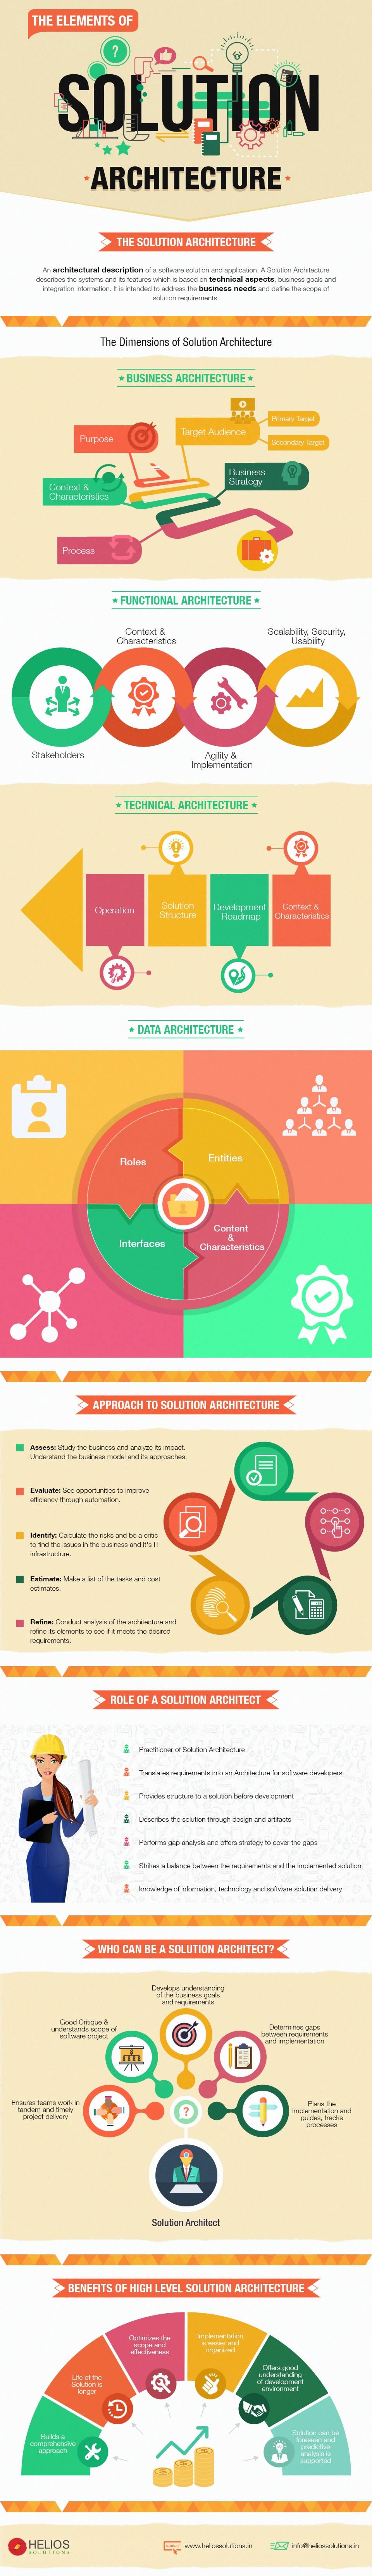 THE ELEMENTS OF
SOLUTION
ARCHITECTURE
THE SOLUTION ARCHITECTURE
An architectural description of a software solution and application. A Solution Architecture
describes the systems and its features which is based on technical aspects, business goals and
integration information. It is intended to address the business needs and define the scope of
solution requirements.
The Dimensions of Solution Architecture
BUSINESS ARCHITECTURE
Purpose
Target Audience
Primary Target
Secondary Target
Context &
Characteristics
Business
Strategy
Process
FUNCTIONAL ARCHITECTURE
Context &
Characteristics
Scalability, Security,
Usability
Stakeholders
Agility &
Implementation
TECHNICAL ARCHITECTURE
Operation
Solution
Structure
Development
Roadmap
Context &
Characteristics
DATA ARCHITECTURE
Roles
Entities
Interfaces
Content
&
Characteristics
APPROACH TO SOLUTION ARCHITECTURE
Assess: Study the business and analyze its impact.
Understand the business model and its approaches.
Evaluate: See opportunities to improve
efficiency through automation.
Identify: Calculate the risks and be a critic
to find the issues in the business and it's IT
infrastructure.
Estimate: Make a list of the tasks and cost
estimates.
Refine: Conduct analysis of the architecture and
refine its elements to see if it meets the desired
requirements.
ROLE OF A SOLUTION ARCHITECT
Practitioner of Solution Architecture
Translates requirements into an Architecture for software developers
Provides structure to a solution before development
Describes the solution through design and artifacts
Performs gap analysis and offers strategy to cover the gaps
Strikes a balance between the requirements and the implemented solution
knowledge of information, technology and software solution delivery
WHO CAN BE A SOLUTION ARCHITECT?
Develops understanding
of the business goals
and requirements
Good Critique &
understands scope of
software project
Determines gaps
between requirements
and implementation
Ensures teams work in
tandem and timely
project delivery
Plans the
implementation and
guides, tracks
processes
?
Solution Architect
BENEFITS OF HIGH LEVEL SOLUTION ARCHITECTURE
Builds a
comprehensive
approach
Life of the
Solution is
longer
Optimizes the
scope and
effectiveness
Implementation
is easier and
organized
Offers good
understanding
of development
environment
Solution can be
foreseen and
predictive
analysis is
supported
HELIOS
SOLUTIONS
www.heliossolutions.in
info@heliossolutions.in